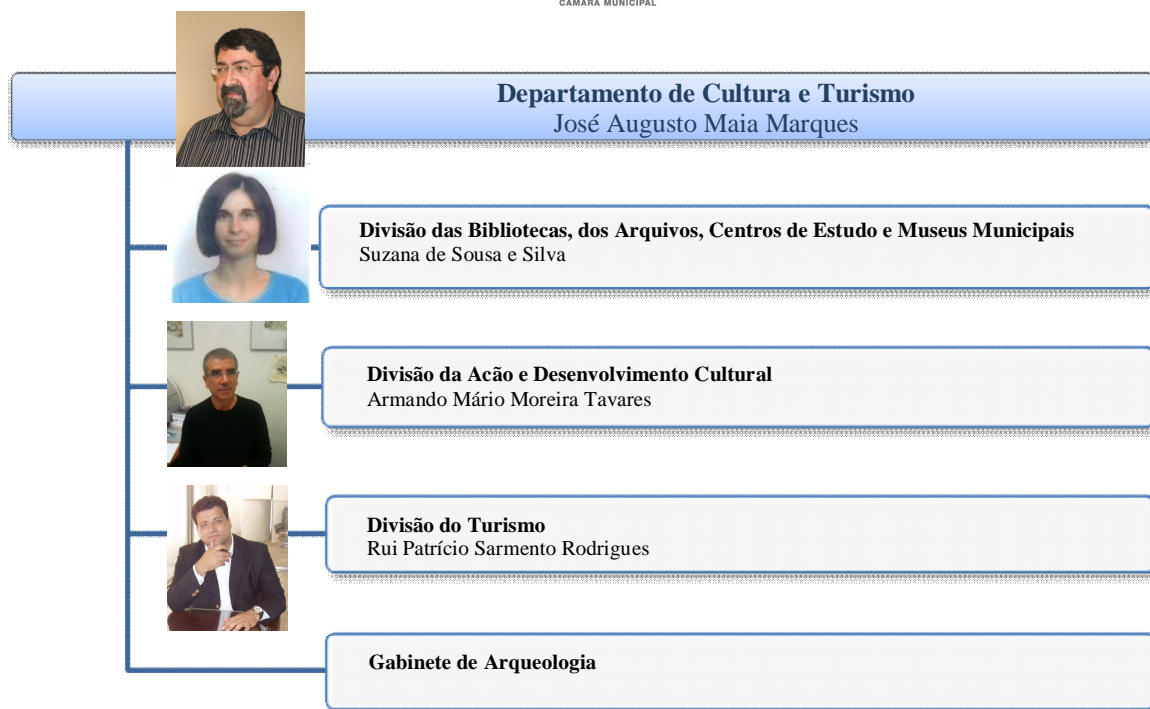 CÂMARA MUNICIPAL
Departamento de Cultura e Turismo
José Augusto Maia Marques
Divisão das Bibliotecas, dos Arquivos, Centros de Estudo e Museus Municipais
Suzana de Sousa e Silva
Divisão da Acão e Desenvolvimento Cultural
Armando Mário Moreira Tavares
Divisão do Turismo
Rui Patrício Sarmento Rodrigues
Gabinete de Arqueologia